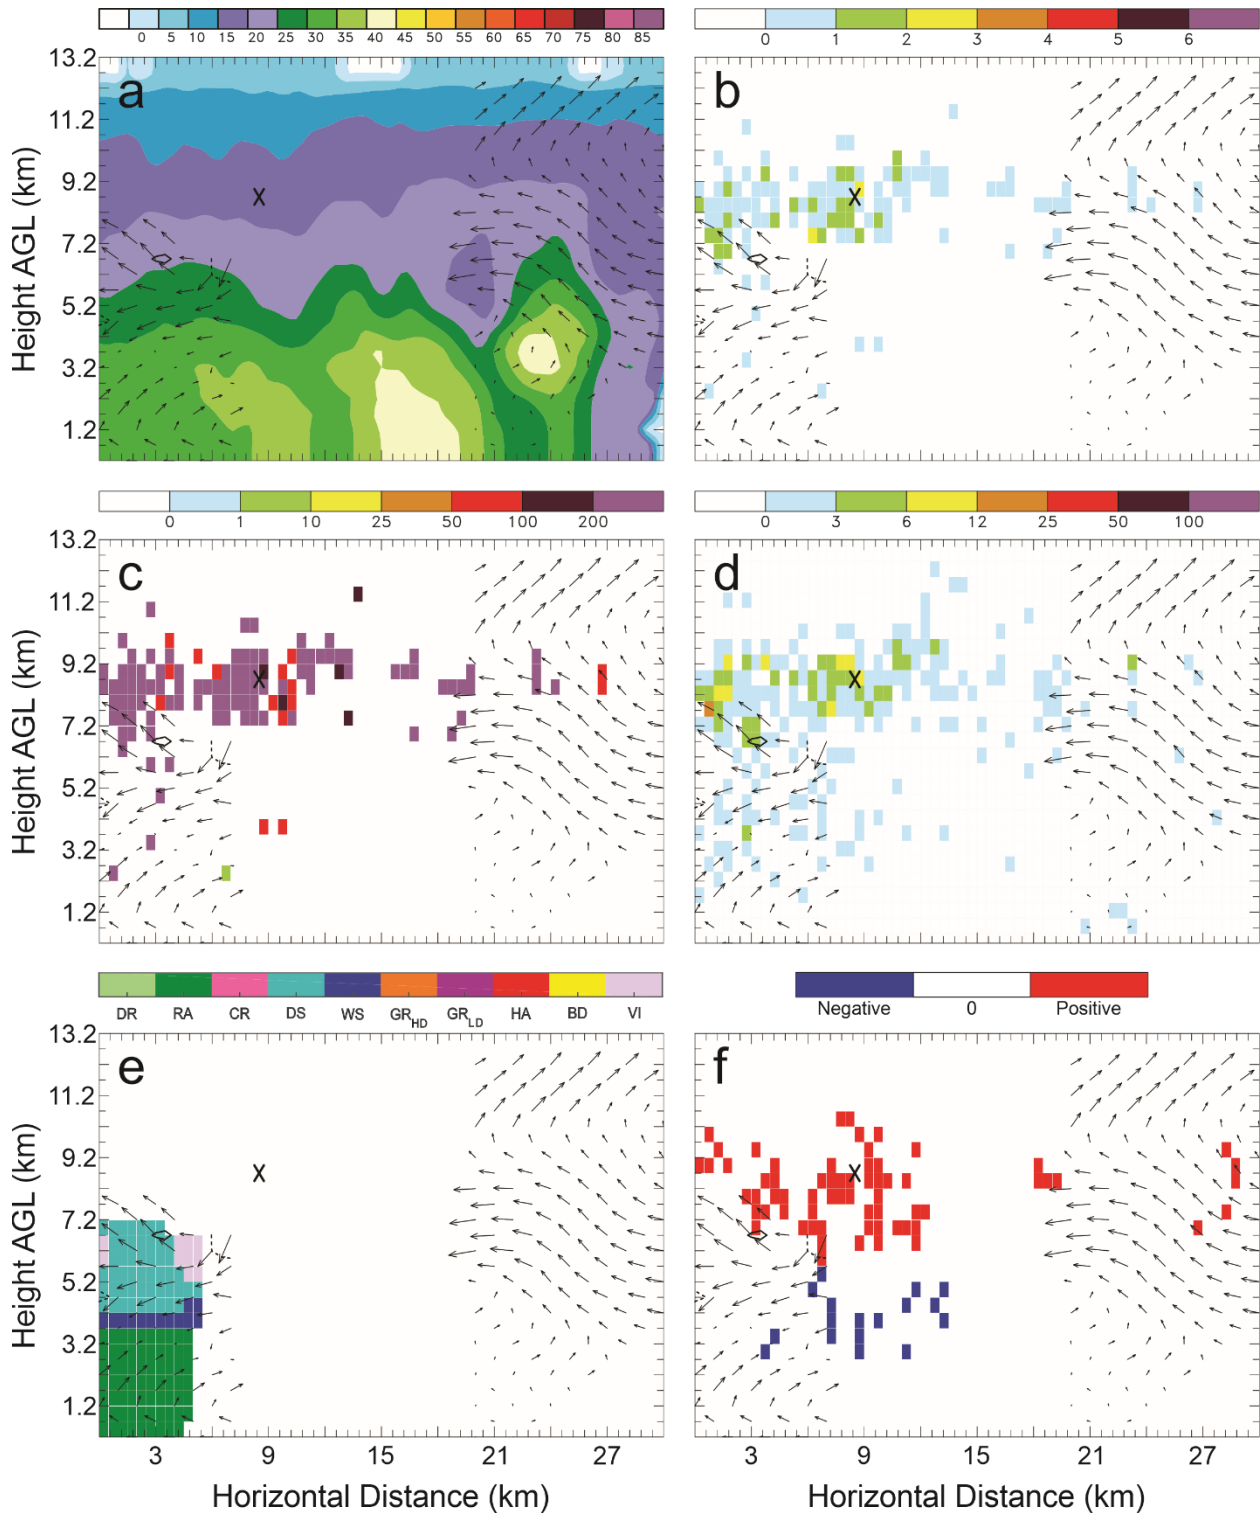 0 5 10 15 20 25 30 35 40 45 50 55 60 65 70 75 80 85
0 1 2 3 4 5 6
13.2
11.2
9.2
7.2
5.2
3.2
1.2
Height AGL (km)
a
X
b
X
0 1 10 25 50 100 200
0 3 6 12 25 50 100
13.2
11.2
9.2
7.2
5.2
3.2
1.2
Height AGL (km)
c
X
d
X
DR RA CR DS WS GR_HD GR_LD HA BD VI
Negative 0 Positive
13.2
11.2
9.2
7.2
5.2
3.2
1.2
Height AGL (km)
e
X
f
X
3 9 15 21 27
3 9 15 21 27
Horizontal Distance (km)
Horizontal Distance (km)